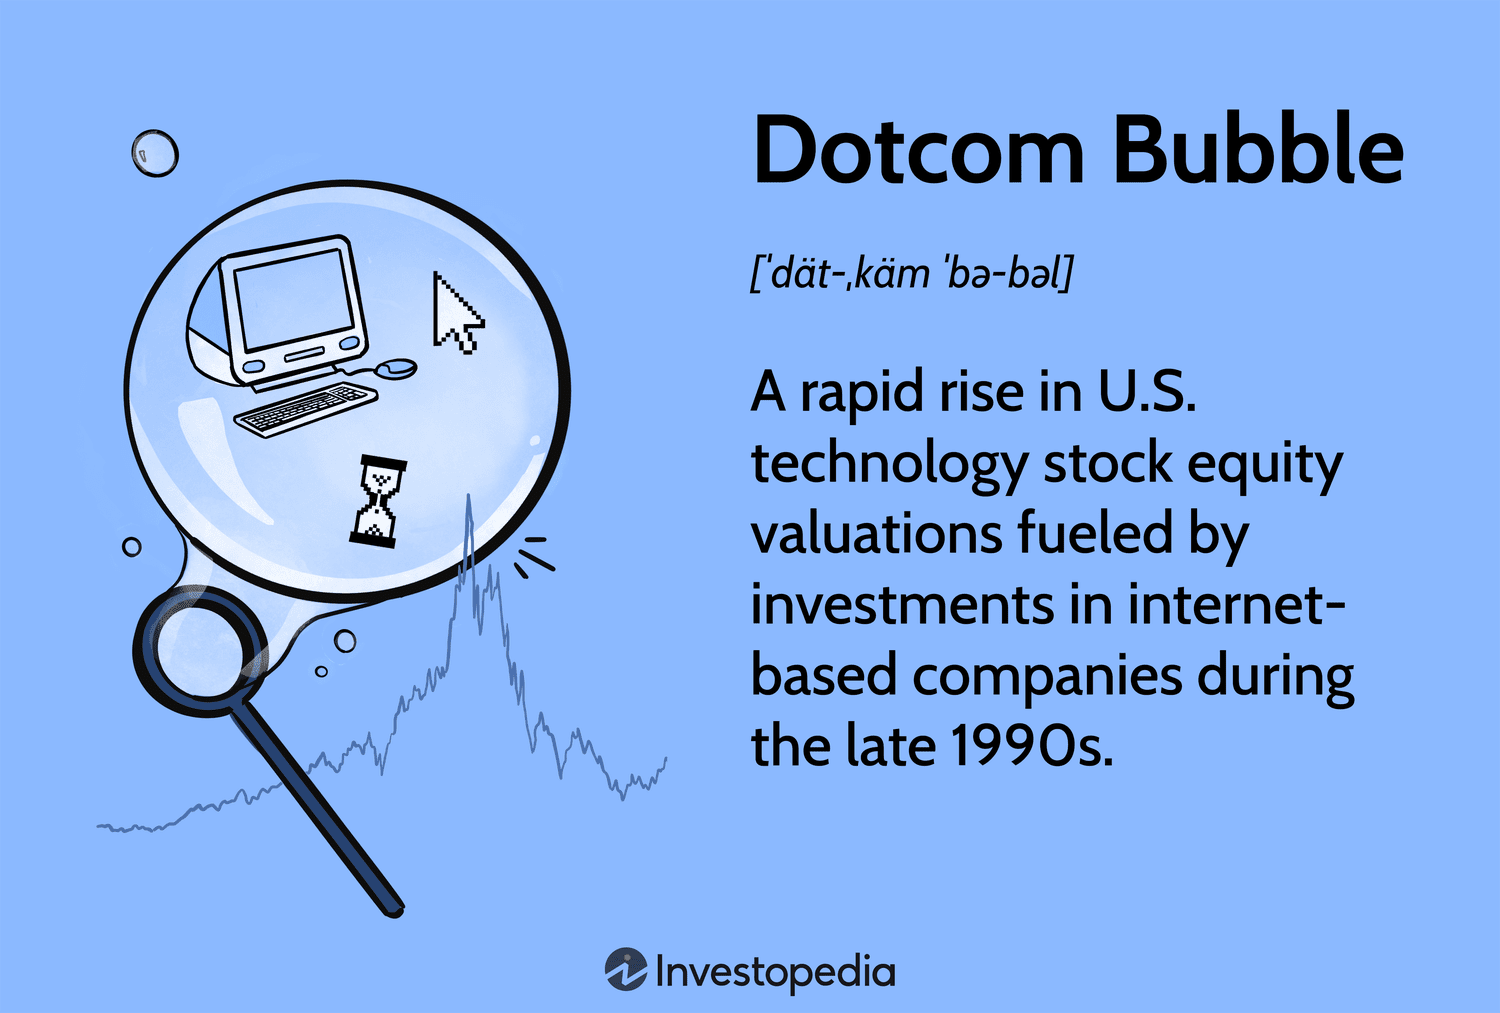 Dotcom Bubble
[ˈdät-ˌkäm ˈbə-bəl]
A rapid rise in U.S.
technology stock equity
valuations fueled by
investments in internet-
based companies during
the late 1990s.
Investopedia